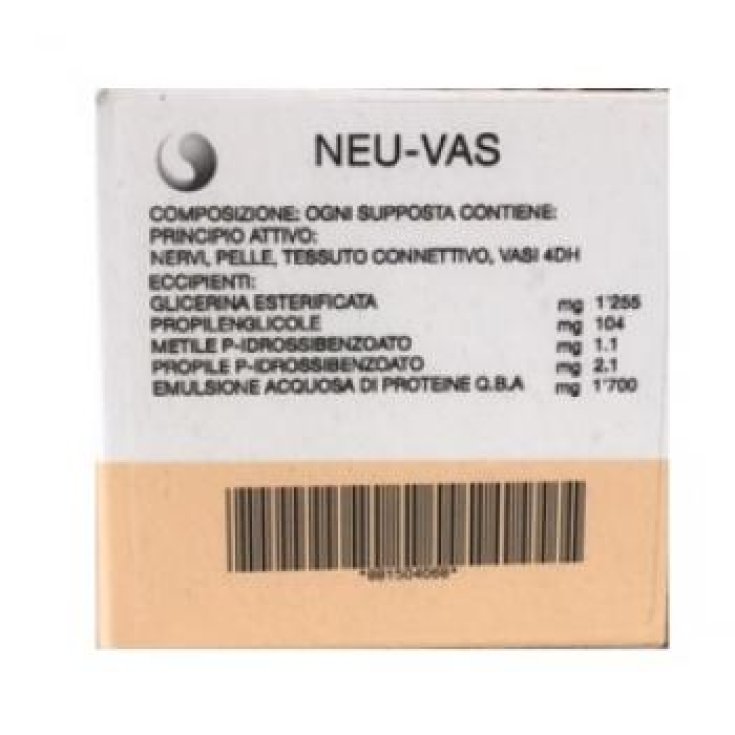 NEU-VAS
COMPOSIZIONE: OGNI SUPPOSTA CONTIENE:
PRINCIPIO ATTIVO:
NERVI, PELLE, TESSUTO CONNETTIVO, VASI 4DH
ECCIPIENTI:
GLICERINA ESTERIFICATA mg 1'255
PROPILENGLICOLE mg 104
METILE P-IDROSSIBENZOATO mg 1.1
PROPILE P-IDROSSIBENZOATO mg 2.1
EMULSIONE ACQUOSA DI PROTEINE Q.B.A mg 1'700